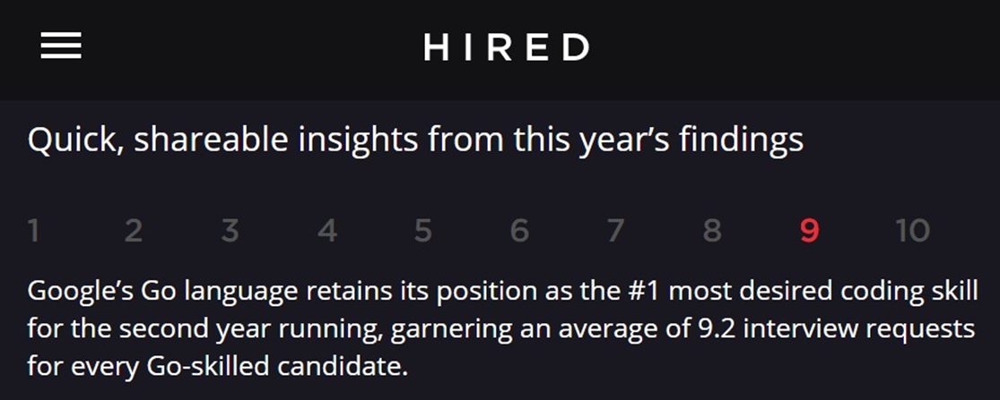 HIRED
Quick, shareable insights from this year’s findings
1 2 3 4 5 6 7 8 9 10
Google’s Go language retains its position as the #1 most desired coding skill
for the second year running, garnering an average of 9.2 interview requests
for every Go-skilled candidate.